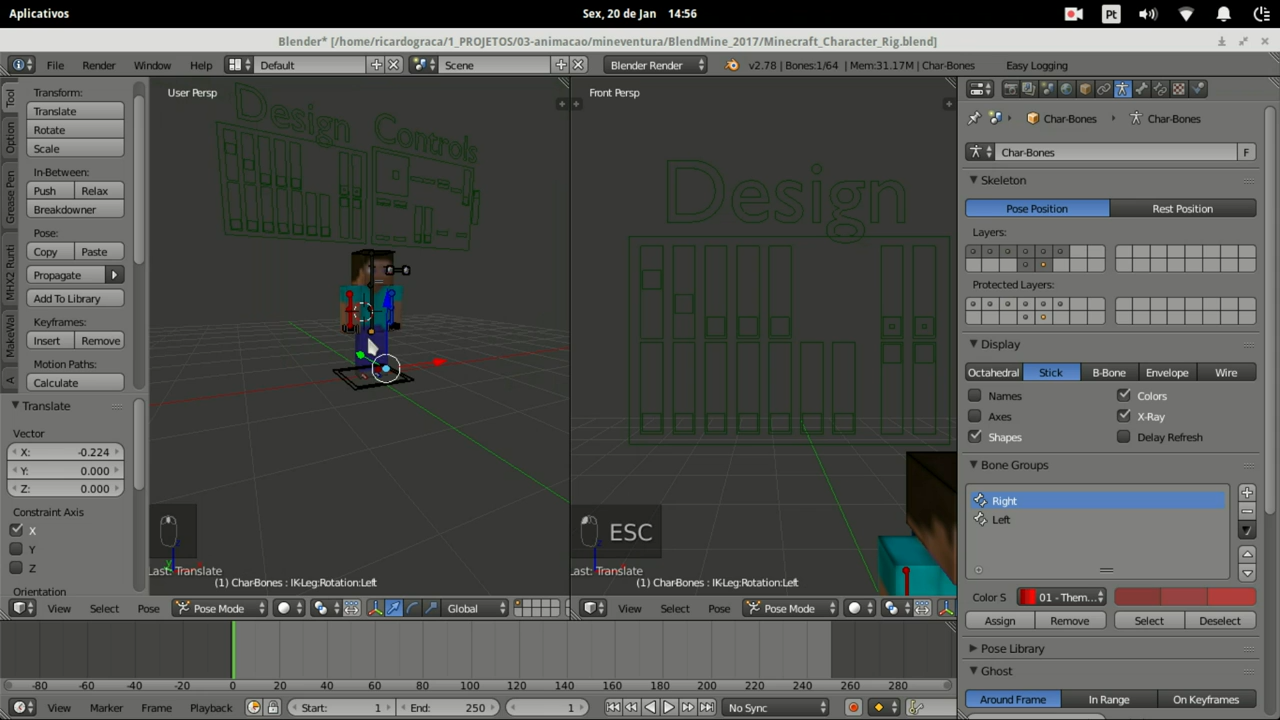 Aplicativos
Sex, 20 de Jan 14:56
Pt
Blender* [/home/ricardograca/1_PROJETOS/03-animacao/mineventura/BlendMine_2017/Minecraft_Character_Rig.blend]
File Render Window Help Default Scene Blender Render v2.78 | Bones:1/64 | Mem:31.17M | Char-Bones Easy Logging
Tool
Option
Grease Pen
MHX2 Runti
MakeWal
A
Transform:
Translate
Rotate
Scale
In-Between:
Push Relax
Breakdowner
Pose:
Copy Paste
Propagate
Add To Library
Keyframes:
Insert Remove
Motion Paths:
Calculate
Translate
Vector
X: -0.224
Y: 0.000
Z: 0.000
Constraint Axis
X
Y
Z
Orientation
User Persp
Design Controls
Last: Translate
(1) Char-Bones : IK-Leg:Rotation:Left
View Select Pose Pose Mode Global
Front Persp
Design
ESC
Last: Translate
(1) Char-Bones : IK-Leg:Rotation:Left
View Select Pose Pose Mode
Char-Bones Char-Bones
Char-Bones F
Skeleton
Pose Position Rest Position
Layers:
Protected Layers:
Display
Octahedral Stick B-Bone Envelope Wire
Names Colors
Axes X-Ray
Shapes Delay Refresh
Bone Groups
Right
Left
Color S 01 - Them...
Assign Remove Select Deselect
Pose Library
Ghost
Around Frame In Range On Keyframes
-80 -60 -40 -20 0 20 40 60 80 100 120 140 160 180 200 220 240 260 280
View Marker Frame Playback Start: 1 End: 250 1 No Sync